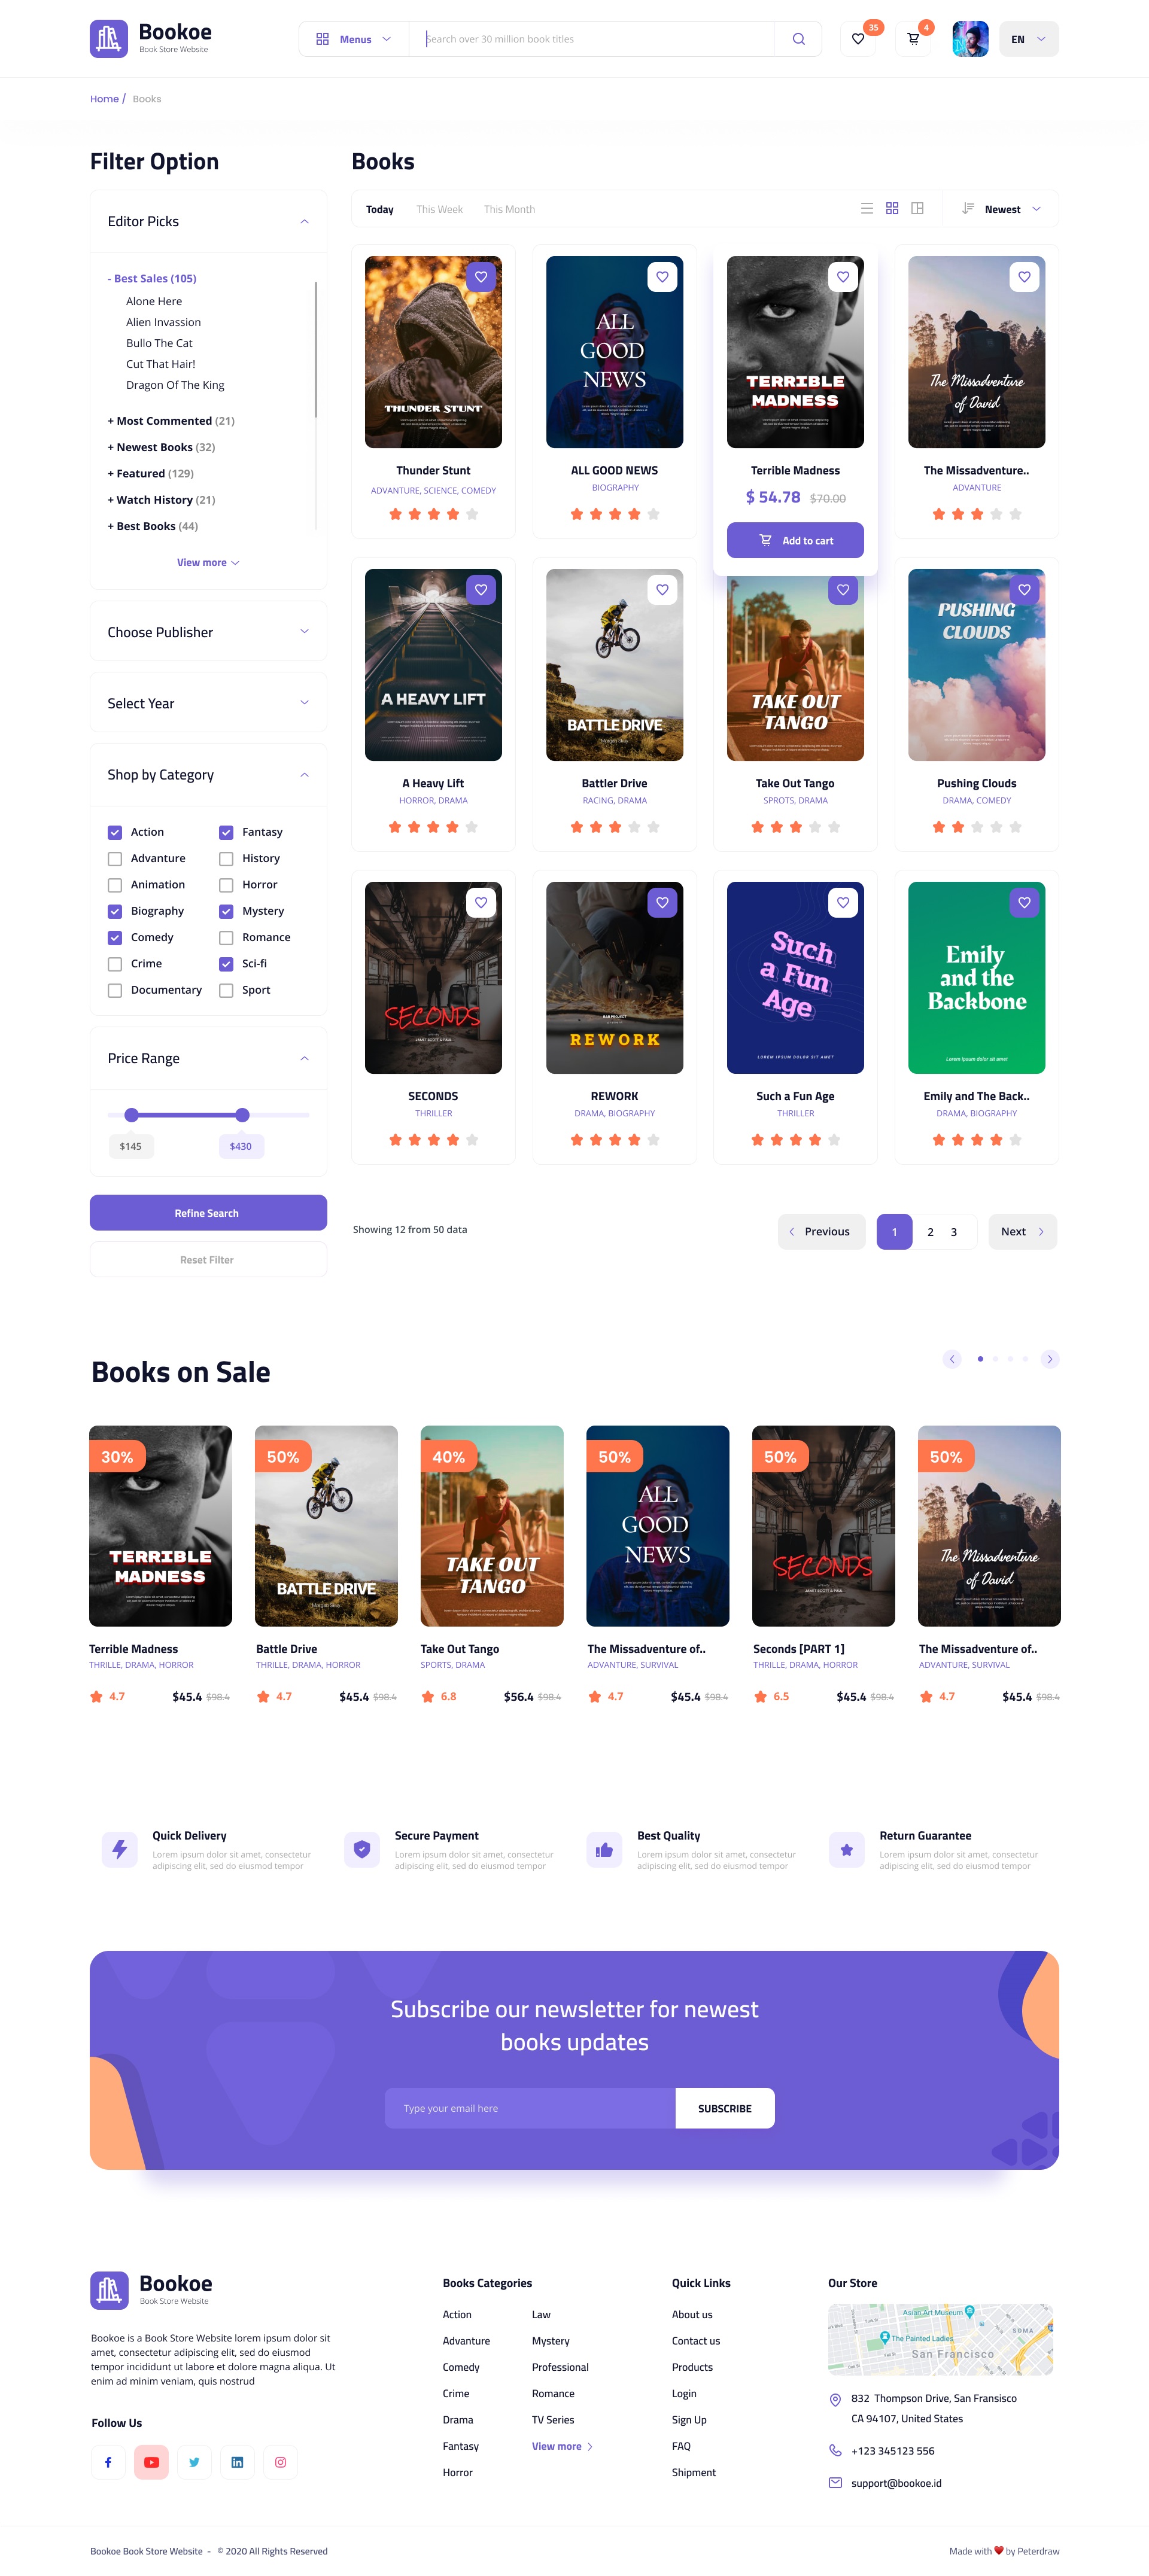 Bookoe
Book Store Website
Menus
Search over 30 million book titles
35
4
EN
Home / Books
Filter Option
Editor Picks
- Best Sales (105)
Alone Here
Alien Invassion
Bullo The Cat
Cut That Hair!
Dragon Of The King
+ Most Commented (21)
+ Newest Books (32)
+ Featured (129)
+ Watch History (21)
+ Best Books (44)
View more
Choose Publisher
Select Year
Shop by Category
Action
Fantasy
Advanture
History
Animation
Horror
Biography
Mystery
Comedy
Romance
Crime
Sci-fi
Documentary
Sport
Price Range
$145
$430
Refine Search
Reset Filter
Books
Today
This Week
This Month
Newest
THUNDER STUNT
Thunder Stunt
ADVANTURE, SCIENCE, COMEDY
ALL
GOOD
NEWS
ALL GOOD NEWS
BIOGRAPHY
TERRIBLE
MADNESS
Terrible Madness
$ 54.78 $70.00
Add to cart
The Missadventure
of David
The Missadventure..
ADVANTURE
A HEAVY LIFT
A Heavy Lift
HORROR, DRAMA
BATTLE DRIVE
Battler Drive
RACING, DRAMA
TAKE OUT
TANGO
Take Out Tango
SPROTS, DRAMA
PUSHING
CLOUDS
Pushing Clouds
DRAMA, COMEDY
SECONDS
SECONDS
THRILLER
REWORK
REWORK
DRAMA, BIOGRAPHY
Such
a Fun
Age
LOREM IPSUM DOLOR SIT AMET
Such a Fun Age
THRILLER
Emily
and the
Backbone
Lorem ipsum dolor sit amet
Emily and The Back..
DRAMA, BIOGRAPHY
Showing 12 from 50 data
Previous
1
2
3
Next
Books on Sale
30%
TERRIBLE
MADNESS
Terrible Madness
THRILLE, DRAMA, HORROR
4.7
$45.4 $98.4
50%
BATTLE DRIVE
Battle Drive
THRILLE, DRAMA, HORROR
4.7
$45.4 $98.4
40%
TAKE OUT
TANGO
Take Out Tango
SPORTS, DRAMA
6.8
$56.4 $98.4
50%
ALL
GOOD
NEWS
The Missadventure of..
ADVANTURE, SURVIVAL
4.7
$45.4 $98.4
50%
SECONDS
Seconds [PART 1]
THRILLE, DRAMA, HORROR
6.5
$45.4 $98.4
50%
The Missadventure
of David
The Missadventure of..
ADVANTURE, SURVIVAL
4.7
$45.4 $98.4
Quick Delivery
Lorem ipsum dolor sit amet, consectetur
adipiscing elit, sed do eiusmod tempor
Secure Payment
Lorem ipsum dolor sit amet, consectetur
adipiscing elit, sed do eiusmod tempor
Best Quality
Lorem ipsum dolor sit amet, consectetur
adipiscing elit, sed do eiusmod tempor
Return Guarantee
Lorem ipsum dolor sit amet, consectetur
adipiscing elit, sed do eiusmod tempor
Subscribe our newsletter for newest
books updates
Type your email here
SUBSCRIBE
Bookoe
Book Store Website
Bookoe is a Book Store Website lorem ipsum dolor sit
amet, consectetur adipiscing elit, sed do eiusmod
tempor incididunt ut labore et dolore magna aliqua. Ut
enim ad minim veniam, quis nostrud
Follow Us
Books Categories
Action
Advanture
Comedy
Crime
Drama
Fantasy
Horror
Law
Mystery
Professional
Romance
TV Series
View more
Quick Links
About us
Contact us
Products
Login
Sign Up
FAQ
Shipment
Our Store
Asian Art Museum
SOMA
The Painted Ladies
San Francisco
832 Thompson Drive, San Fransisco
CA 94107, United States
+123 345123 556
support@bookoe.id
Bookoe Book Store Website - © 2020 All Rights Reserved
Made with ❤ by Peterdraw